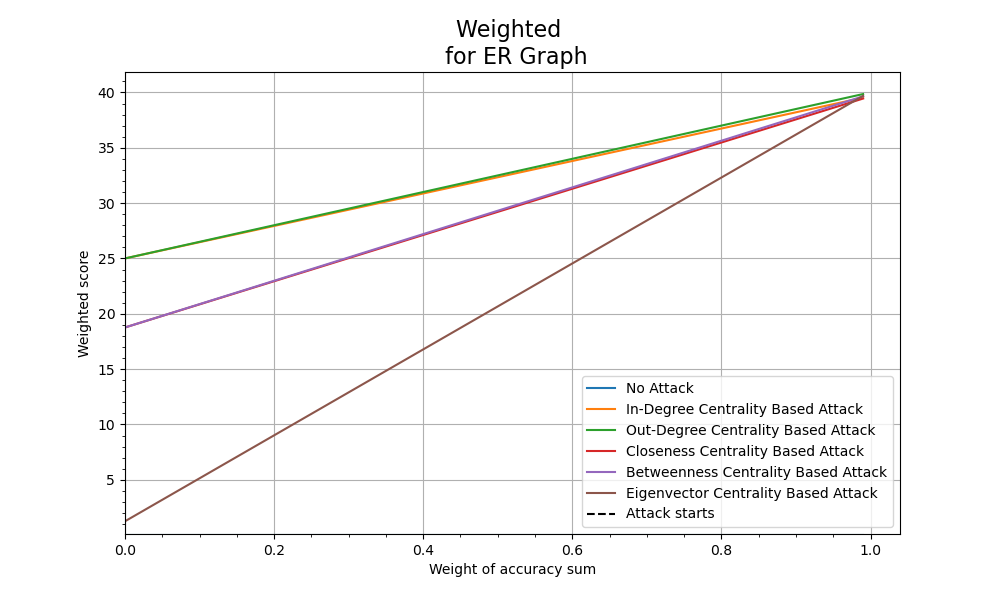 Weighted
for ER Graph
40
35
30
25
20
15
10
5
Weighted score
No Attack
In-Degree Centrality Based Attack
Out-Degree Centrality Based Attack
Closeness Centrality Based Attack
Betweenness Centrality Based Attack
Eigenvector Centrality Based Attack
Attack starts
0.0 0.2 0.4 0.6 0.8 1.0
Weight of accuracy sum